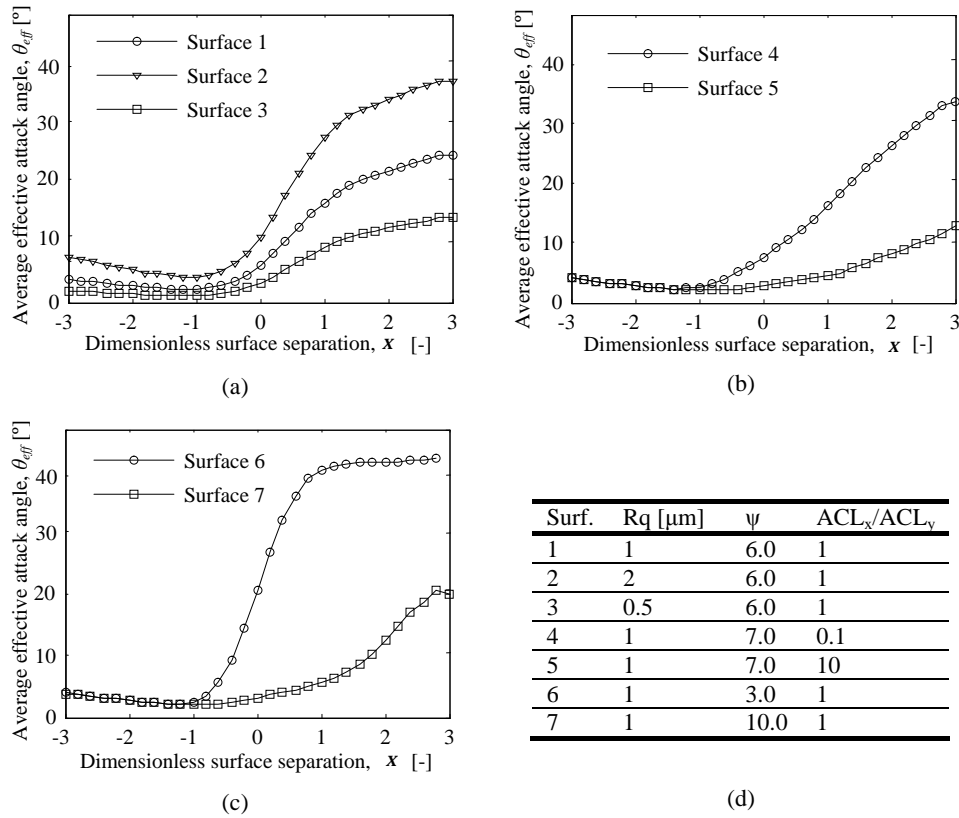 Average effective attack angle, θeff [º]
40
30
20
10
0
Surface 1
Surface 2
Surface 3
-3 -2 -1 0 1 2 3
Dimensionless surface separation, x [-]
(a)
Average effective attack angle, θeff [º]
40
30
20
10
0
Surface 4
Surface 5
-3 -2 -1 0 1 2 3
Dimensionless surface separation, x [-]
(b)
Average effective attack angle, θeff [º]
40
30
20
10
0
Surface 6
Surface 7
-3 -2 -1 0 1 2 3
Dimensionless surface separation, x [-]
(c)
Surf. Rq [µm] ψ ACLx/ACLy
1 1 6.0 1
2 2 6.0 1
3 0.5 6.0 1
4 1 7.0 0.1
5 1 7.0 10
6 1 3.0 1
7 1 10.0 1
(d)